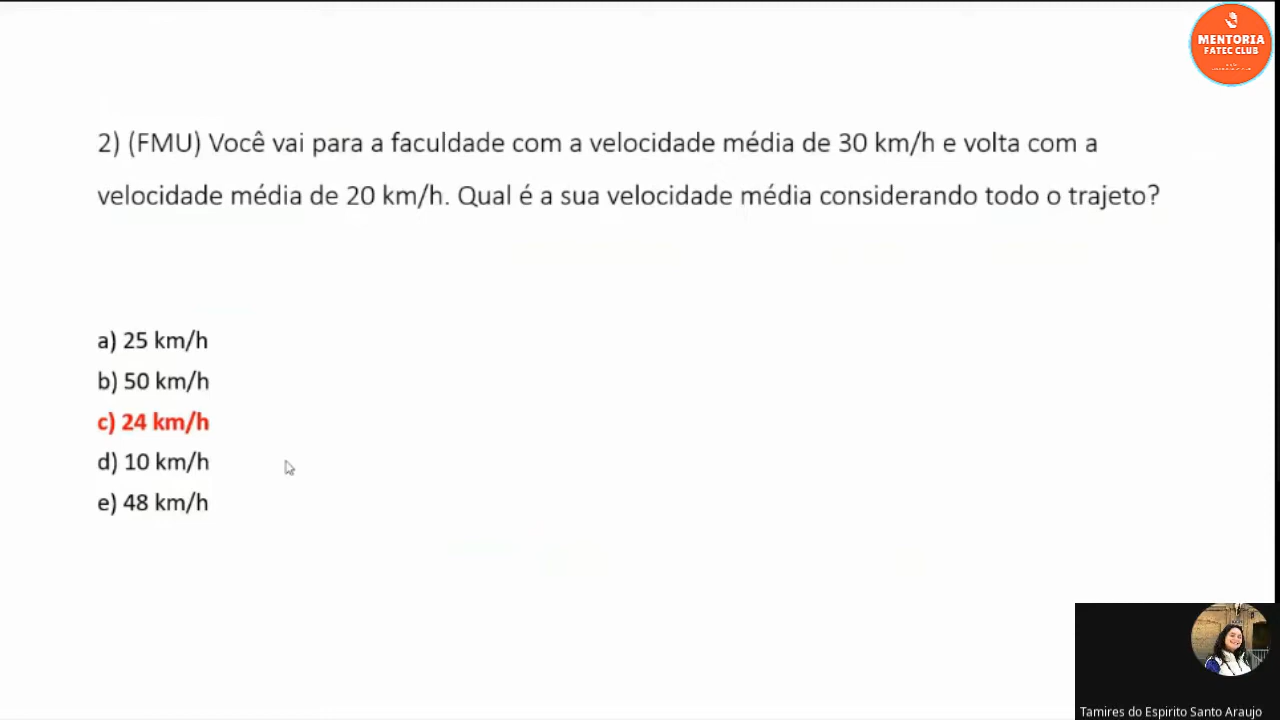 MENTORIA
FATEC CLUB
2) (FMU) Você vai para a faculdade com a velocidade média de 30 km/h e volta com a
velocidade média de 20 km/h. Qual é a sua velocidade média considerando todo o trajeto?
a) 25 km/h
b) 50 km/h
c) 24 km/h
d) 10 km/h
e) 48 km/h
Tamires do Espirito Santo Araujo